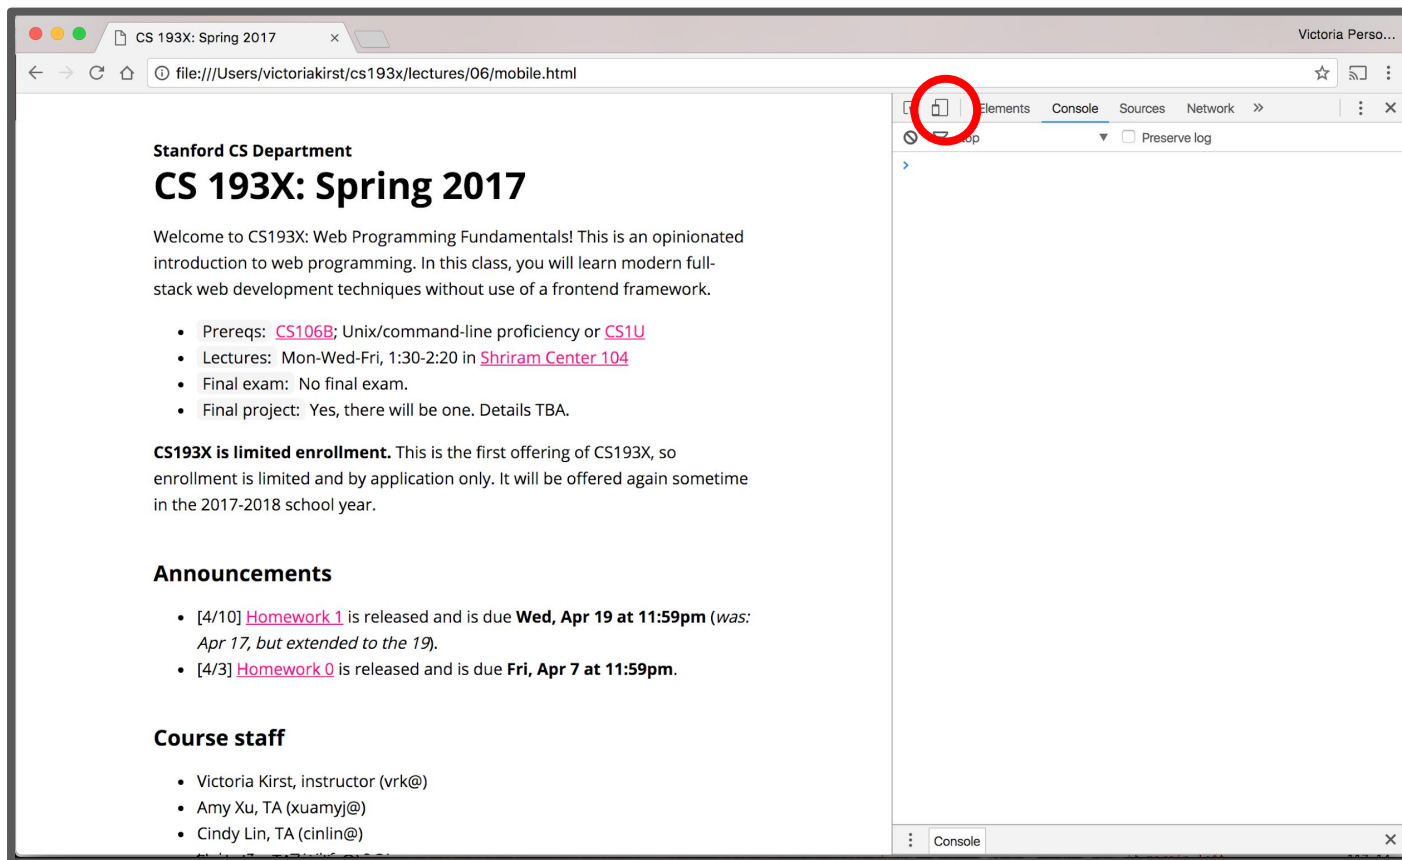 CS 193X: Spring 2017
Victoria Perso...
file:///Users/victoriakirst/cs193x/lectures/06/mobile.html
Elements Console Sources Network
Preserve log
Stanford CS Department
CS 193X: Spring 2017
Welcome to CS193X: Web Programming Fundamentals! This is an opinionated
introduction to web programming. In this class, you will learn modern full-
stack web development techniques without use of a frontend framework.
Prereqs: CS106B; Unix/command-line proficiency or CS1U
Lectures: Mon-Wed-Fri, 1:30-2:20 in Shriram Center 104
Final exam: No final exam.
Final project: Yes, there will be one. Details TBA.
CS193X is limited enrollment. This is the first offering of CS193X, so
enrollment is limited and by application only. It will be offered again sometime
in the 2017-2018 school year.
Announcements
[4/10] Homework 1 is released and is due Wed, Apr 19 at 11:59pm (was:
Apr 17, but extended to the 19).
[4/3] Homework 0 is released and is due Fri, Apr 7 at 11:59pm.
Course staff
Victoria Kirst, instructor (vrk@)
Amy Xu, TA (xuamyj@)
Cindy Lin, TA (cinlin@)
Console